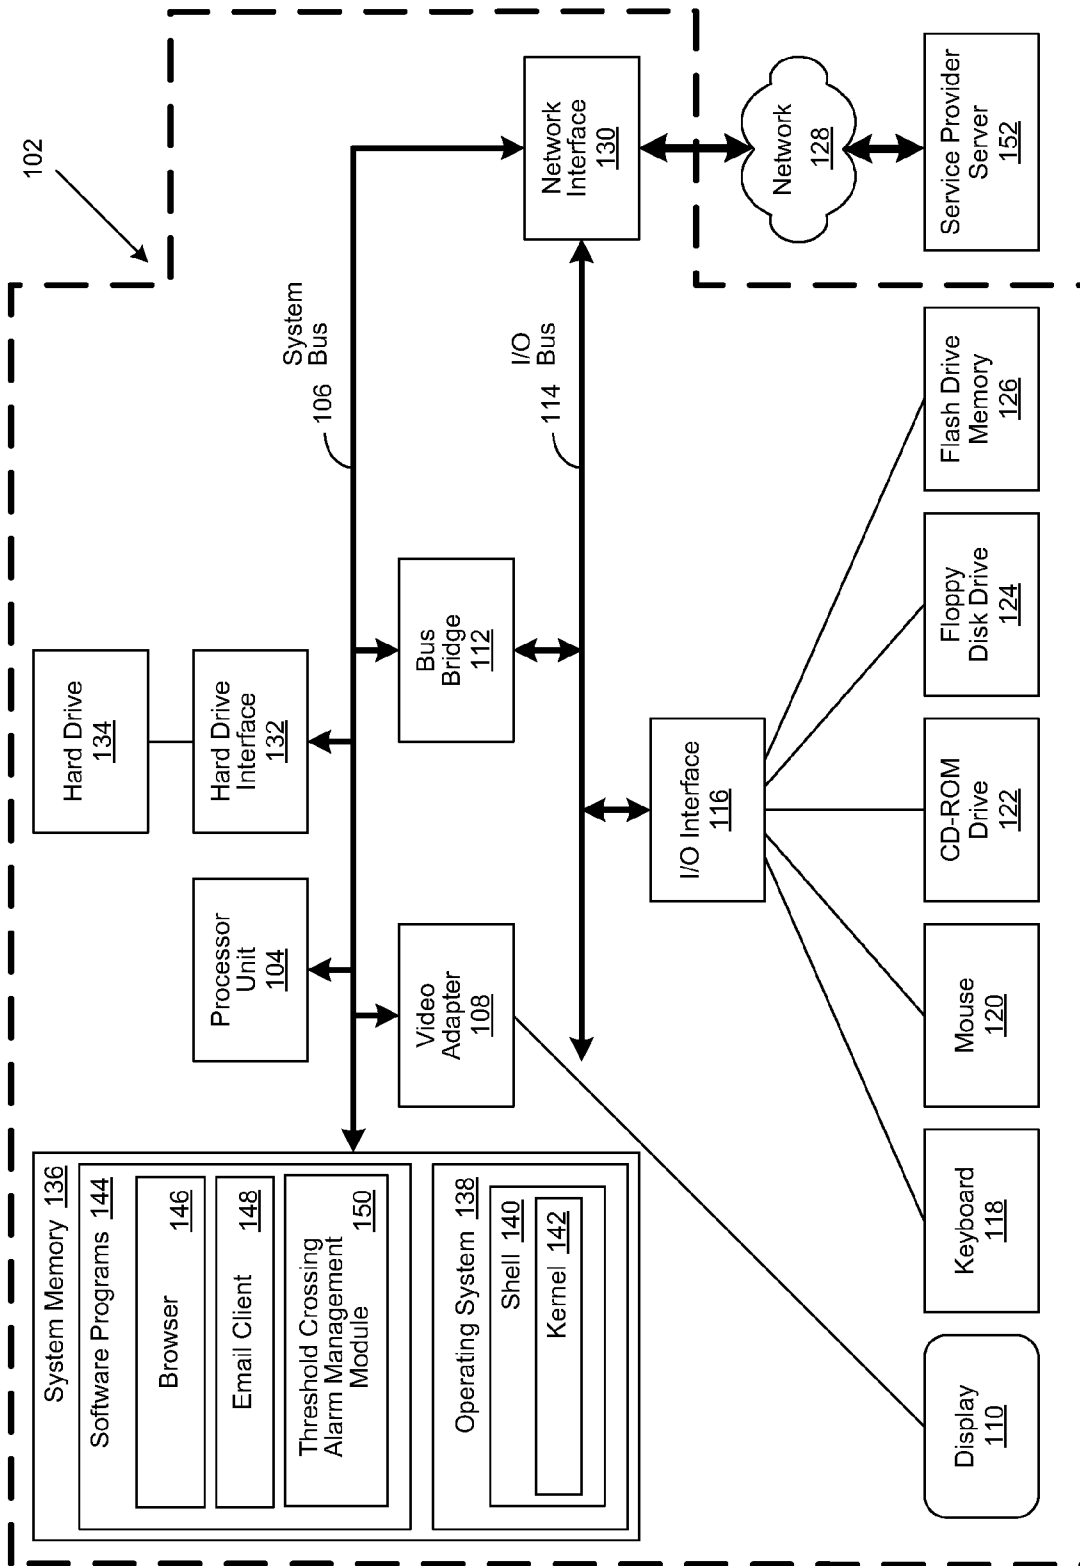 102
Hard Drive
134
Hard Drive
Interface
132
Processor
Unit
104
System
Bus
106
System Memory 136
Software Programs 144
Browser
146
Email Client
148
Threshold Crossing
Alarm Management
Module
150
Operating System 138
Shell 140
Kernel 142
Video
Adapter
108
Bus
Bridge
112
I/O
Bus
114
Network
Interface
130
I/O Interface
116
Network
128
Display
110
Keyboard
118
Mouse
120
CD-ROM
Drive
122
Floppy
Disk Drive
124
Flash Drive
Memory
126
Service Provider
Server
152